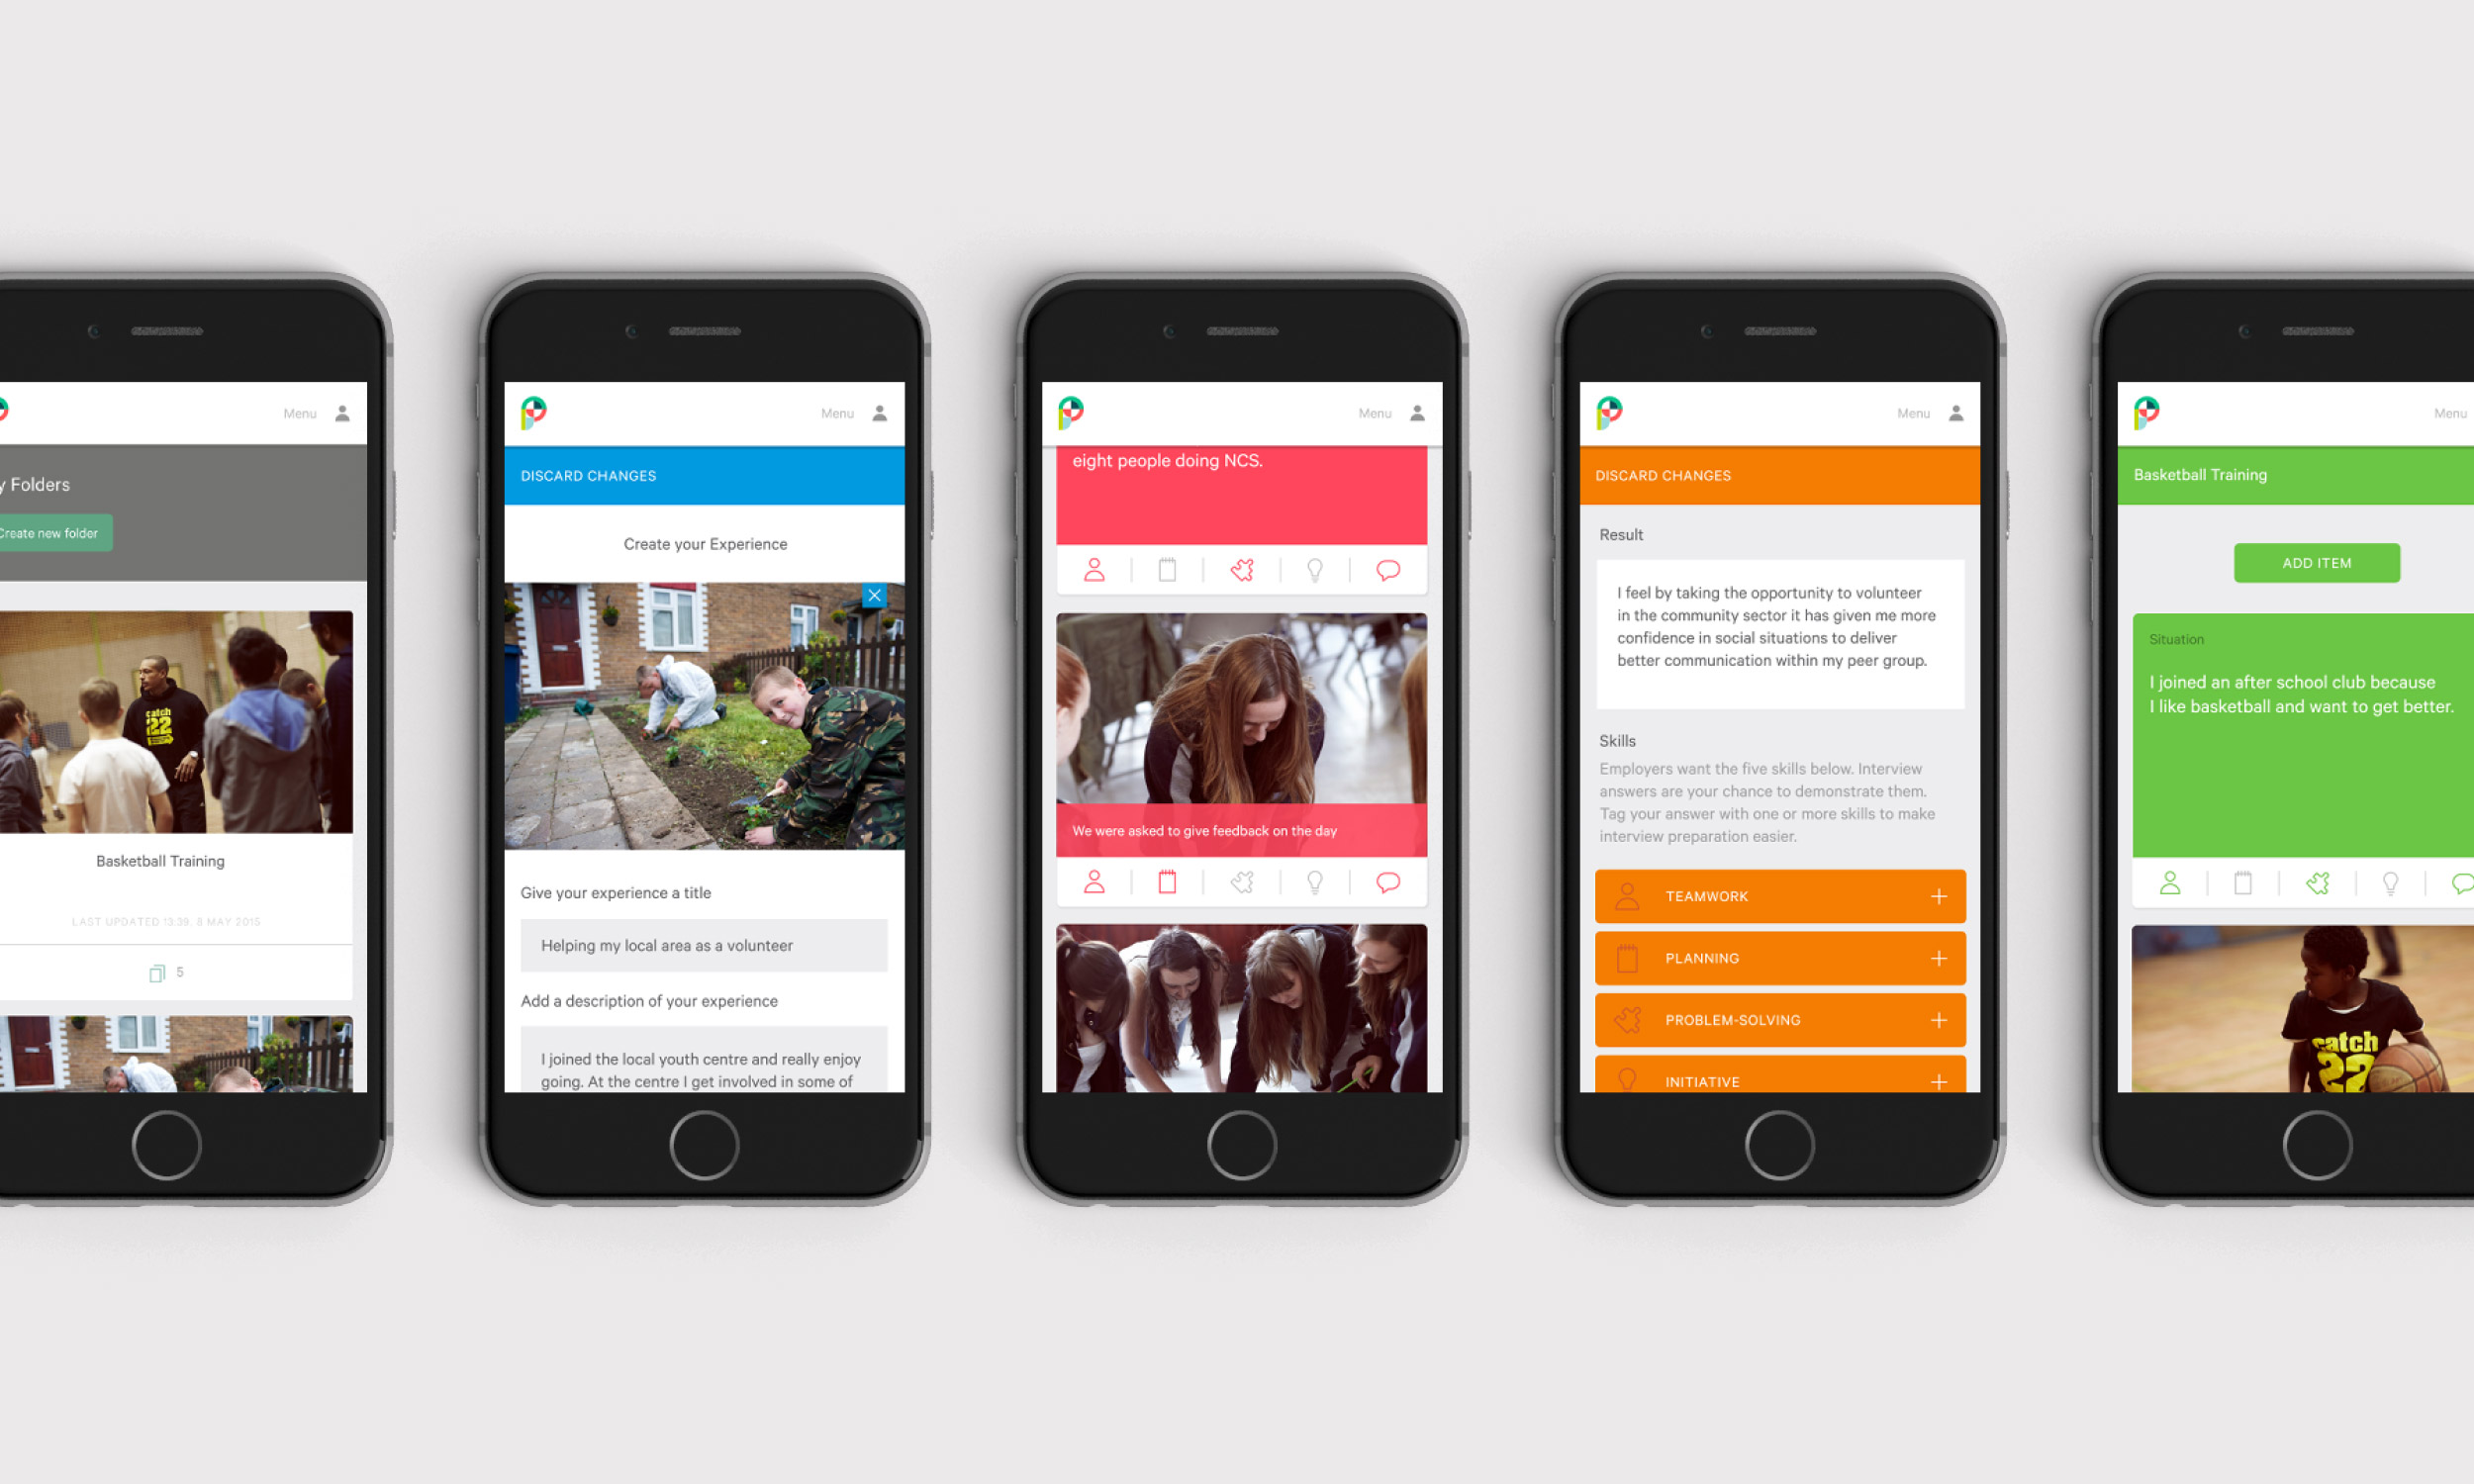 Menu
Folders
Create new folder
catch
22
Basketball Training
LAST UPDATED 13:39. 8 MAY 2015
5
Menu
DISCARD CHANGES
Create your Experience
Give your experience a title
Helping my local area as a volunteer
Add a description of your experience
I joined the local youth centre and really enjoy
going. At the centre I get involved in some of
Menu
eight people doing NCS.
We were asked to give feedback on the day
Menu
DISCARD CHANGES
Result
I feel by taking the opportunity to volunteer
in the community sector it has given me more
confidence in social situations to deliver
better communication within my peer group.
Skills
Employers want the five skills below. Interview
answers are your chance to demonstrate them.
Tag your answer with one or more skills to make
interview preparation easier.
TEAMWORK
PLANNING
PROBLEM-SOLVING
INITIATIVE
Menu
Basketball Training
ADD ITEM
Situation
I joined an after school club because
I like basketball and want to get better.
catch
22